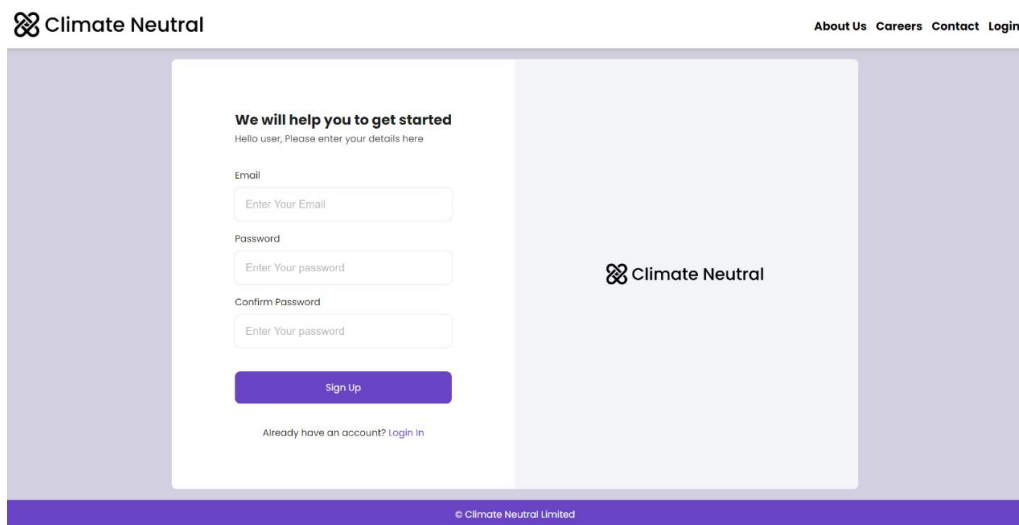 Climate Neutral
About Us Careers Contact Login
We will help you to get started
Hello user, Please enter your details here
Email
Enter Your Email
Password
Enter Your password
Confirm Password
Enter Your password
Sign Up
Already have an account? Login In
Climate Neutral
© Climate Neutral Limited